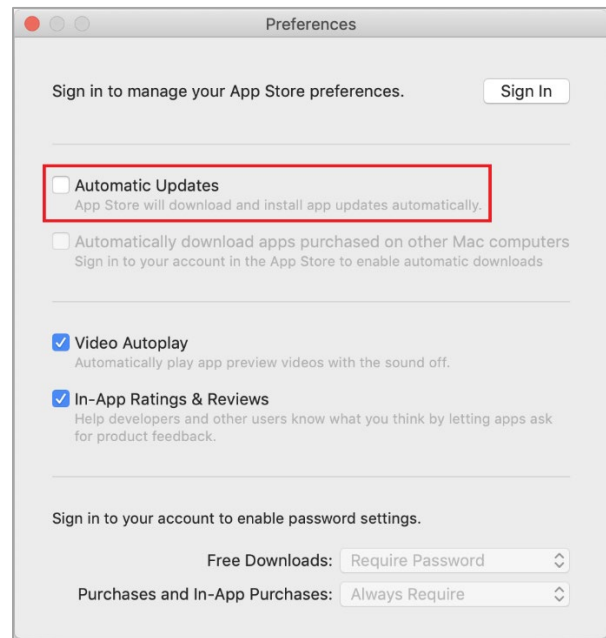 Preferences
Sign in to manage your App Store preferences.
Sign In
Automatic Updates
App Store will download and install app updates automatically.
Automatically download apps purchased on other Mac computers
Sign in to your account in the App Store to enable automatic downloads
Video Autoplay
Automatically play app preview videos with the sound off.
In-App Ratings & Reviews
Help developers and other users know what you think by letting apps ask
for product feedback.
Sign in to your account to enable password settings.
Free Downloads: Require Password
Purchases and In-App Purchases: Always Require